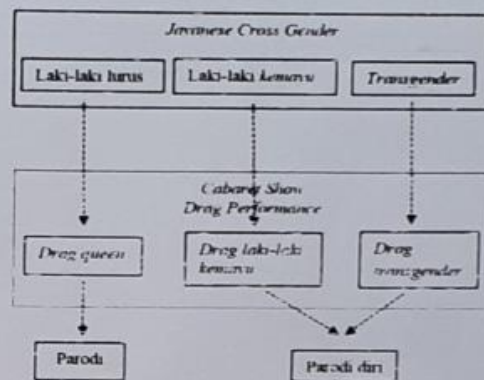 Javanese Cross Gender
Laki-laki lurus
Laki-laki kemayu
Transgender
Cabaret Show
Drag Performance
Drag queen
Drag laki-laki
kemayu
Drag
transgender
Parodi
Parodi diri